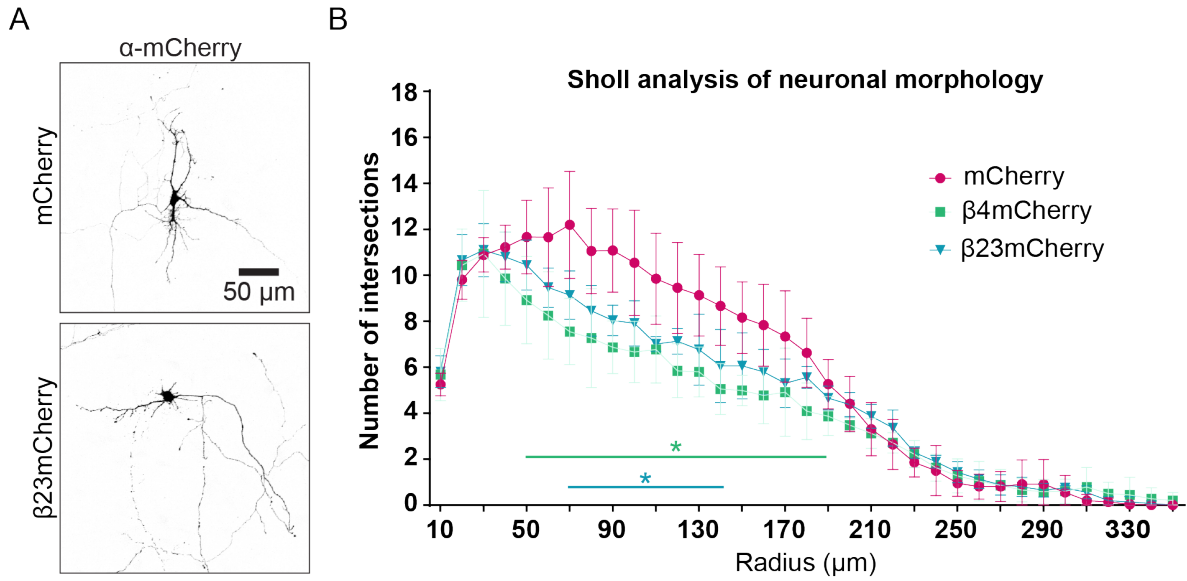 A
α-mCherry
mCherry
50 µm
β23mCherry
B
Sholl analysis of neuronal morphology
Number of intersections
18
16
14
12
10
8
6
4
2
0
mCherry
β4mCherry
β23mCherry
*
*
10 50 90 130 170 210 250 290 330
Radius (µm)